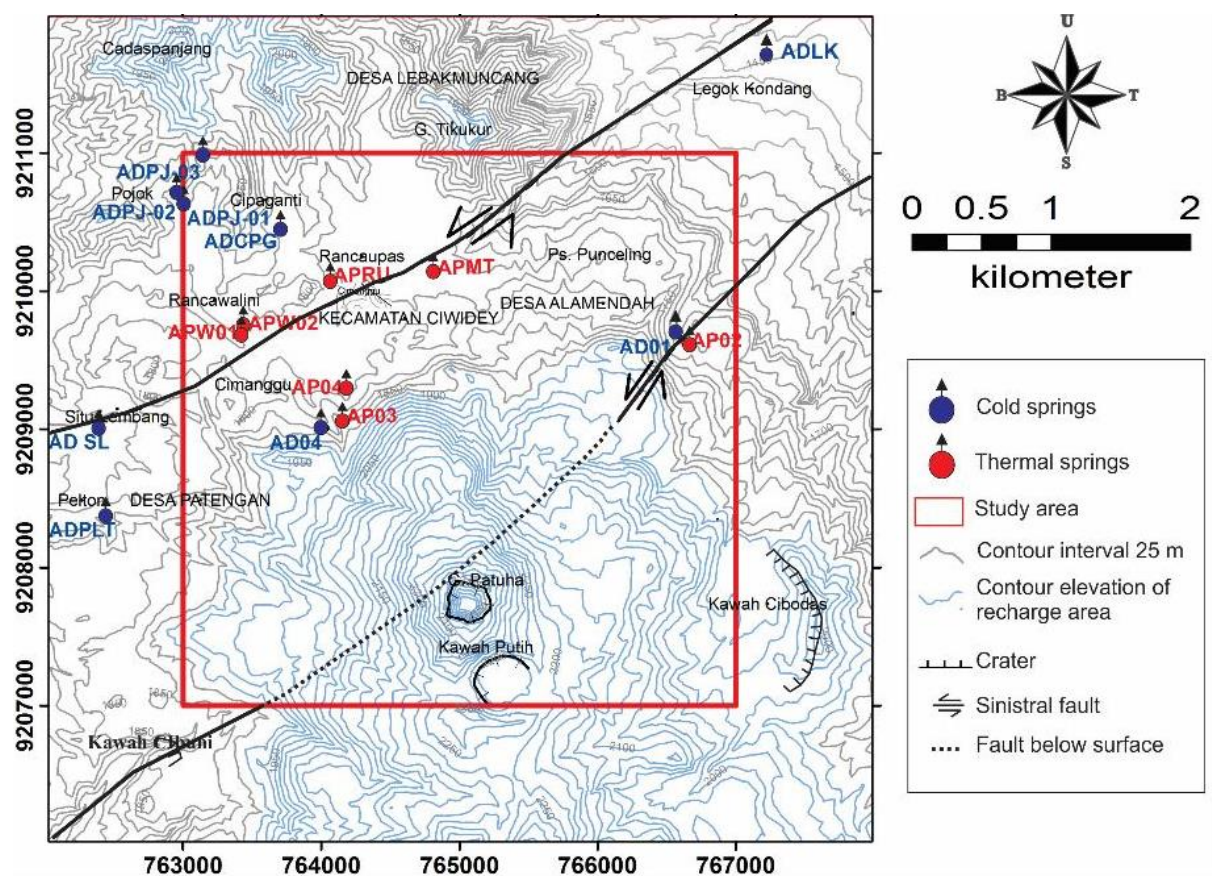 Cadaspanjang
DESA LEBAKMUNCANG
ADLK
Legok Kondang
G. Tikukur
ADPJ-03
Pojok
Cipaganti
ADPJ-02
ADPJ-01
ADCPG
Rancaupas
APRU
APMT
Ps. Punceling
Rancawalini
DESA ALAMENDAH
APW01
APW02
KECAMATAN CIWIDEY
AD01
AP02
Cimanggu
AP04
Situ Lembang
AP03
AD SL
AD04
Pelton
DESA PATENGAN
ADPLT
G. Patuha
Kawah Cibodas
Kawah Putih
Kawah Cibuni
9211000
9210000
9209000
9208000
9207000
763000
764000
765000
766000
767000
U
B
T
S
0 0.5 1 2
kilometer
Cold springs
Thermal springs
Study area
Contour interval 25 m
Contour elevation of
recharge area
Crater
Sinistral fault
Fault below surface